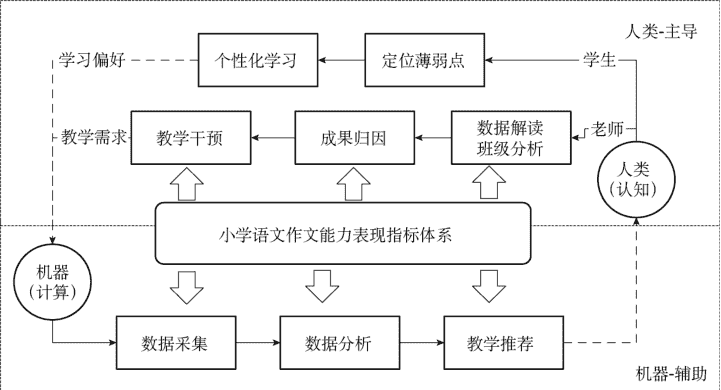 人类-主导
学习偏好
个性化学习
定位薄弱点
学生
教学需求
教学干预
成果归因
数据解读
班级分析
老师
人类
(认知)
小学语文作文能力表现指标体系
机器
(计算)
数据采集
数据分析
教学推荐
机器-辅助